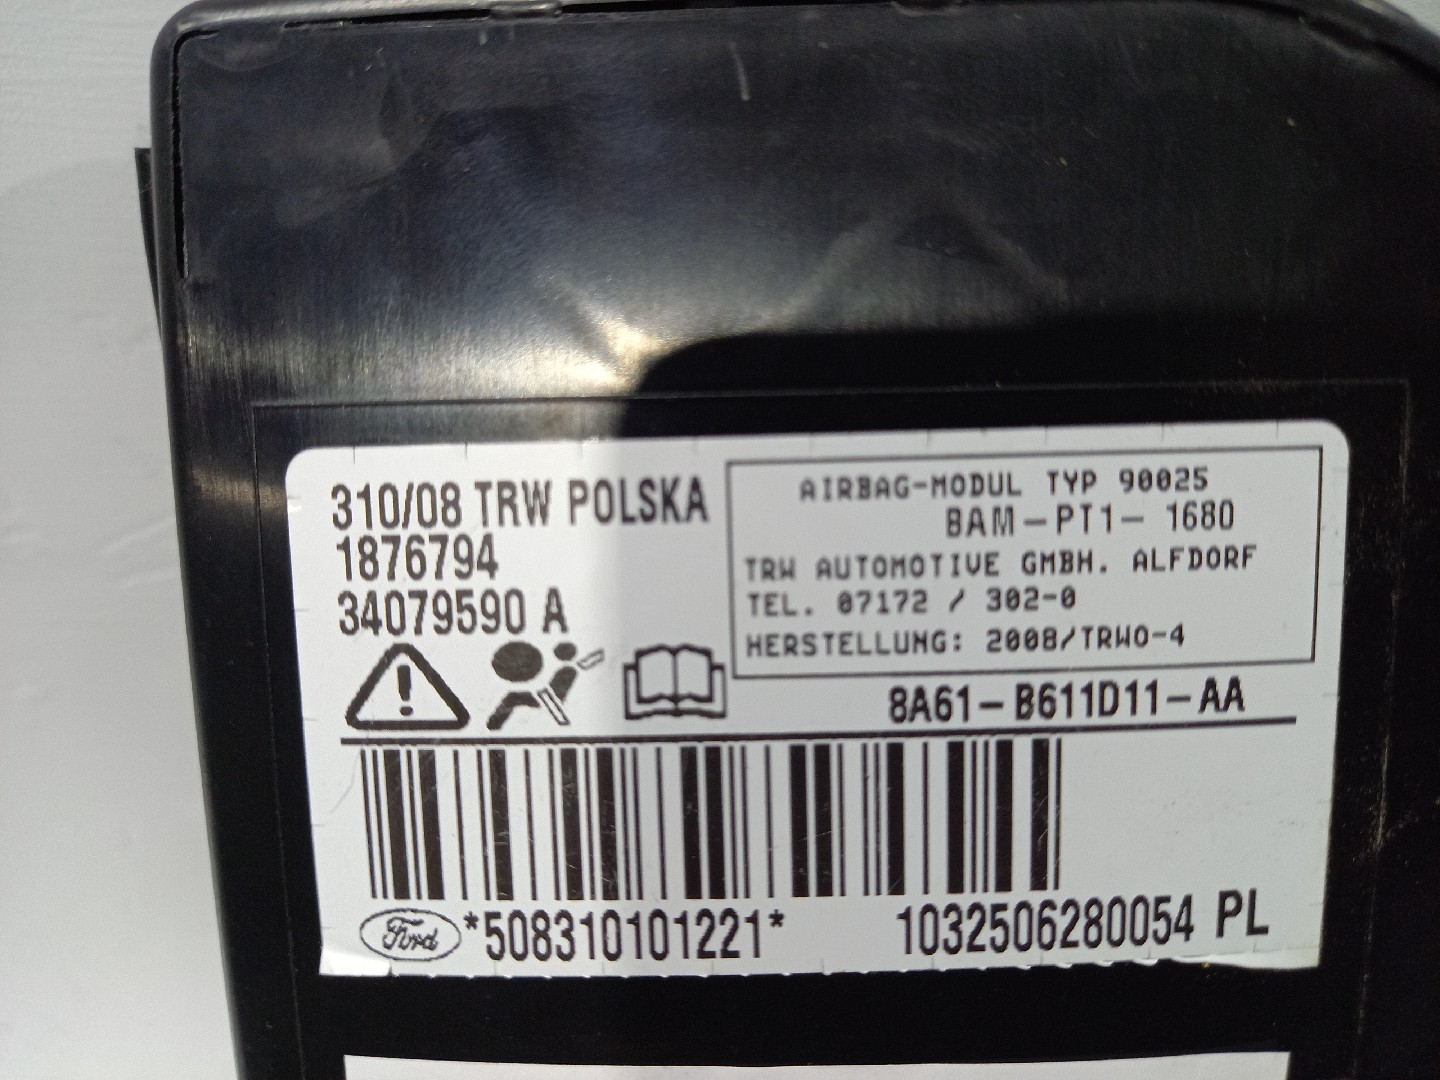 310/08 TRW POLSKA
1876794
34079590 A
AIRBAG-MODUL TYP 90025
BAM-PT1- 1680
TRW AUTOMOTIVE GMBH. ALFDORF
TEL. 07172 / 302-0
HERSTELLUNG: 2008/TRWO-4
8A61-B611D11-AA
Ford *508310101221* 1032506280054 PL